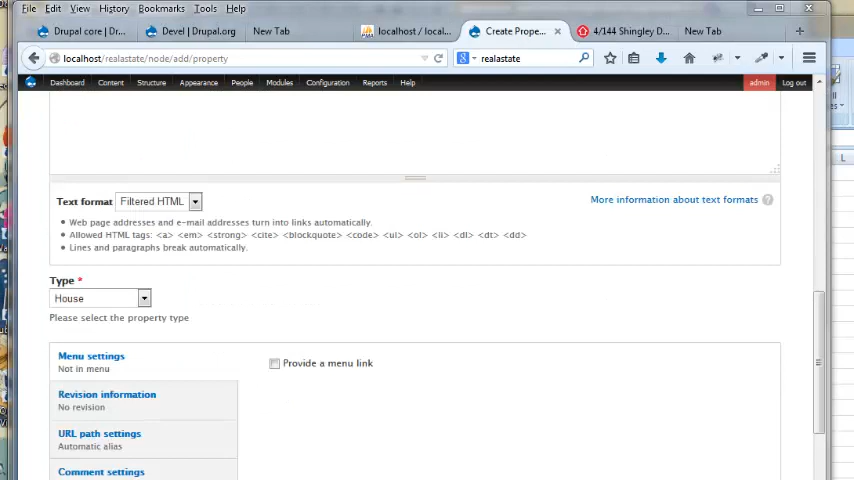 File Edit View History Bookmarks Tools Help
Drupal core | Dr... Devel | Drupal.org New Tab localhost / local... Create Prope... × 4/144 Shingley D... New Tab +
localhost/realastate/node/add/property realastate
Dashboard Content Structure Appearance People Modules Configuration Reports Help admin Log out
L
Text format Filtered HTML More information about text formats ?
• Web page addresses and e-mail addresses turn into links automatically.
• Allowed HTML tags: <a> <em> <strong> <cite> <blockquote> <code> <ul> <ol> <li> <dl> <dt> <dd>
• Lines and paragraphs break automatically.
Type *
House
Please select the property type
Menu settings
Not in menu
Provide a menu link
Revision information
No revision
URL path settings
Automatic alias
Comment settings